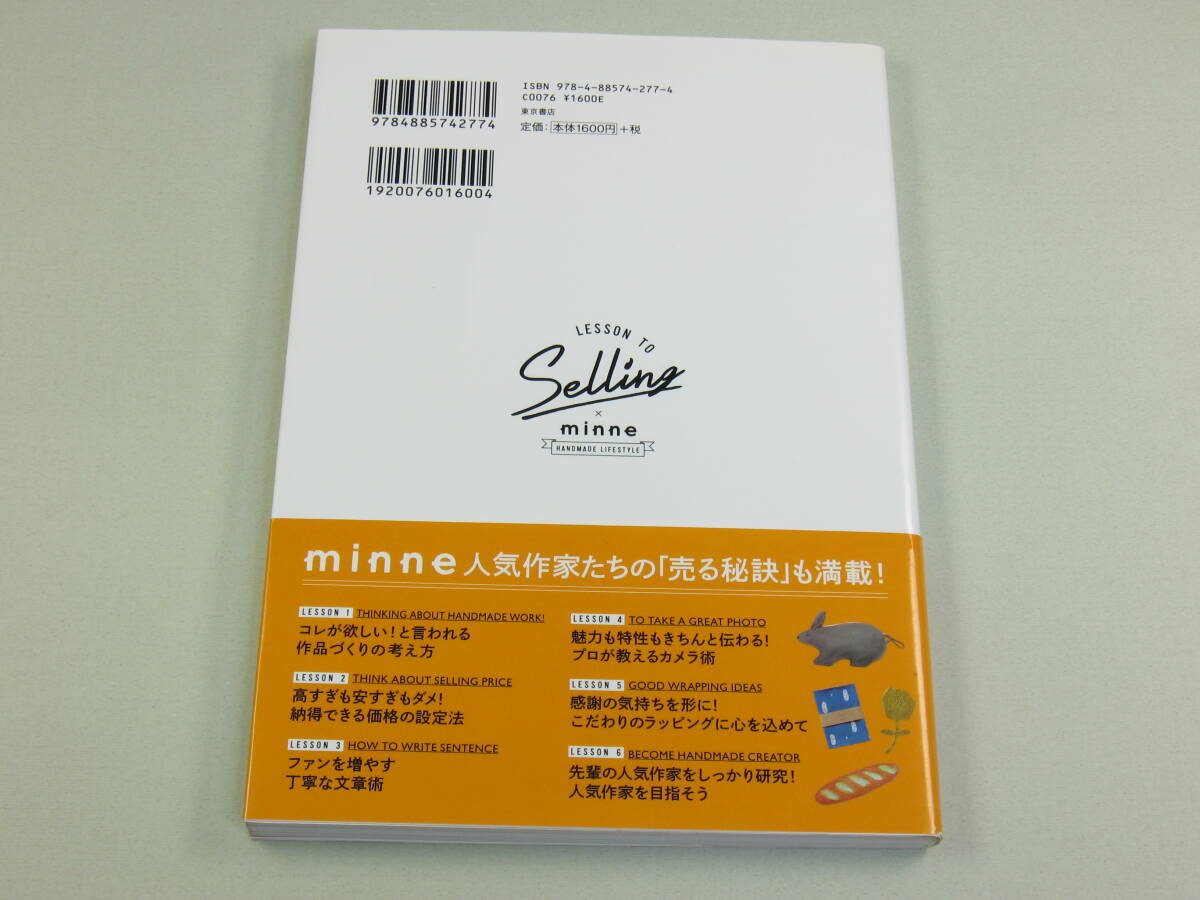 9784885742774
1920076016004
ISBN 978-4-88574-277-4
C0076 ¥1600E
東京書店
定価:本体1600円+税
LESSON TO
Selling
×
minne
HANDMADE LIFESTYLE
minne 人気作家たちの「売る秘訣」も満載!
LESSON 1 THINKING ABOUT HANDMADE WORK!
コレが欲しい!と言われる
作品づくりの考え方
LESSON 2 THINK ABOUT SELLING PRICE
高すぎも安すぎもダメ!
納得できる価格の設定法
LESSON 3 HOW TO WRITE SENTENCE
ファンを増やす
丁寧な文章術
LESSON 4 TO TAKE A GREAT PHOTO
魅力も特性もきちんと伝わる!
プロが教えるカメラ術
LESSON 5 GOOD WRAPPING IDEAS
感謝の気持ちを形に!
こだわりのラッピングに心を込めて
LESSON 6 BECOME HANDMADE CREATOR
先輩の人気作家をしっかり研究!
人気作家を目指そう